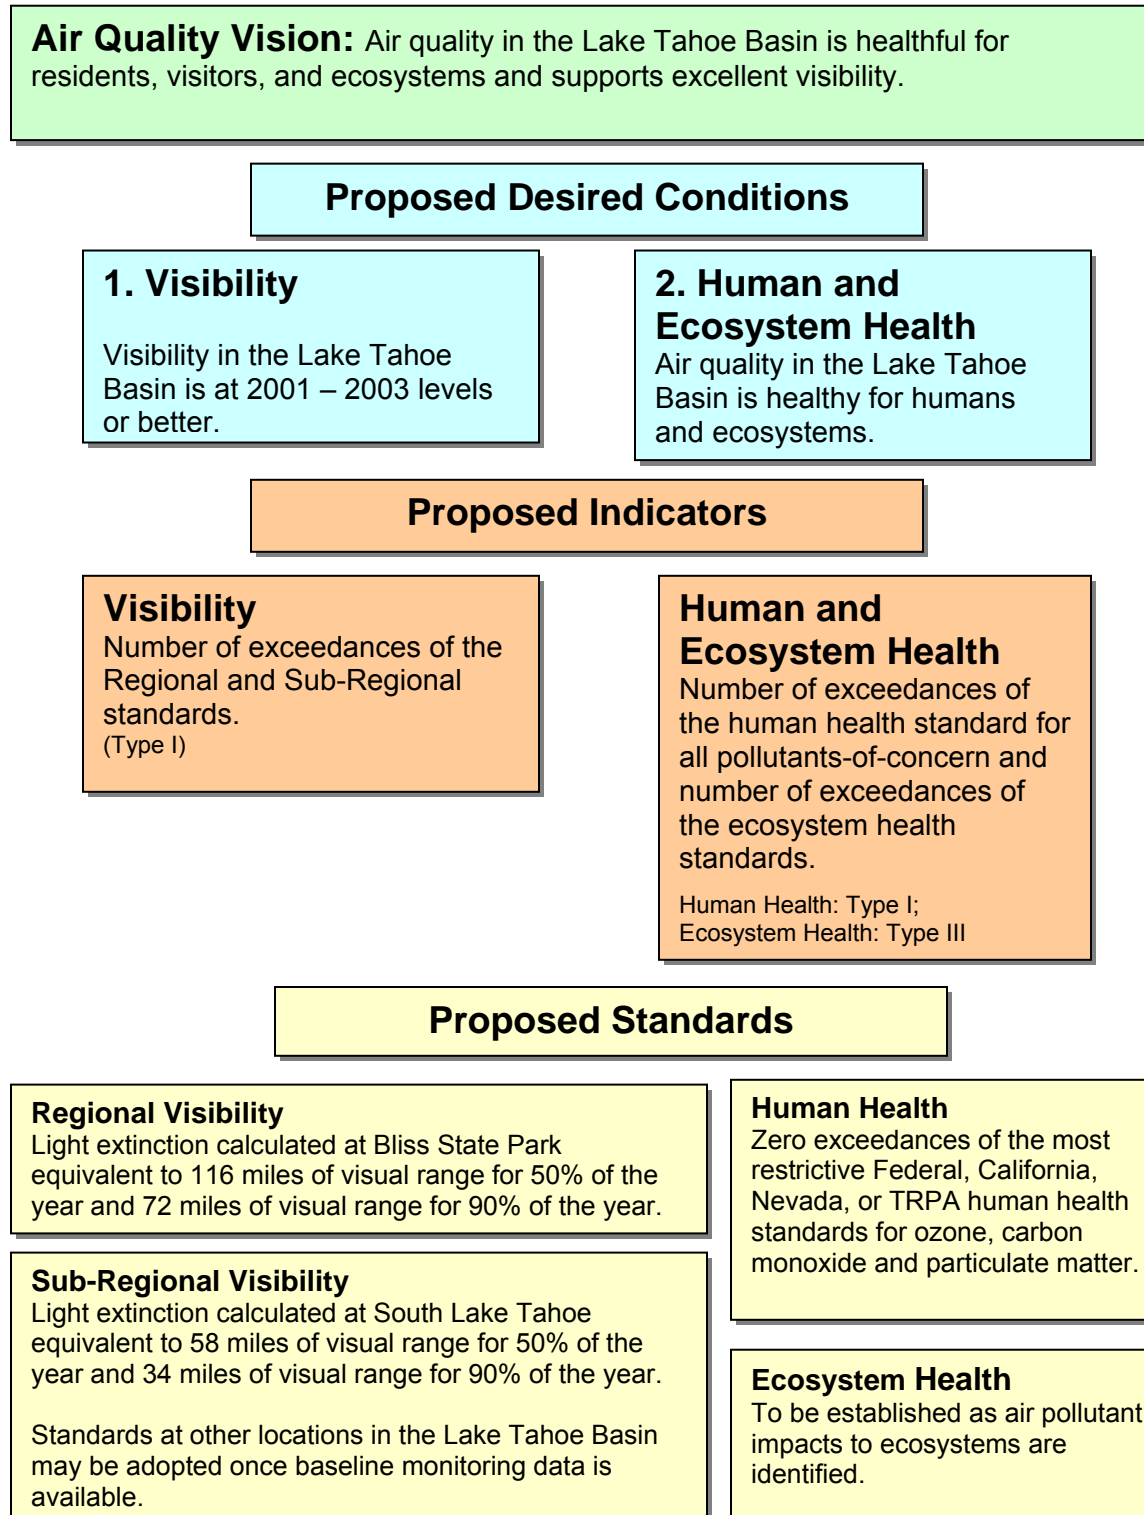 Air Quality Vision: Air quality in the Lake Tahoe Basin is healthful for
residents, visitors, and ecosystems and supports excellent visibility.
Proposed Desired Conditions
1. Visibility
Visibility in the Lake Tahoe
Basin is at 2001 – 2003 levels
or better.
2. Human and
Ecosystem Health
Air quality in the Lake Tahoe
Basin is healthy for humans
and ecosystems.
Proposed Indicators
Visibility
Number of exceedances of the
Regional and Sub-Regional
standards.
(Type I)
Human and
Ecosystem Health
Number of exceedances of
the human health standard for
all pollutants-of-concern and
number of exceedances of
the ecosystem health
standards.
Human Health: Type I;
Ecosystem Health: Type III
Proposed Standards
Regional Visibility
Light extinction calculated at Bliss State Park
equivalent to 116 miles of visual range for 50% of the
year and 72 miles of visual range for 90% of the year.
Sub-Regional Visibility
Light extinction calculated at South Lake Tahoe
equivalent to 58 miles of visual range for 50% of the
year and 34 miles of visual range for 90% of the year.
Standards at other locations in the Lake Tahoe Basin
may be adopted once baseline monitoring data is
available.
Human Health
Zero exceedances of the most
restrictive Federal, California,
Nevada, or TRPA human health
standards for ozone, carbon
monoxide and particulate matter.
Ecosystem Health
To be established as air pollutant
impacts to ecosystems are
identified.